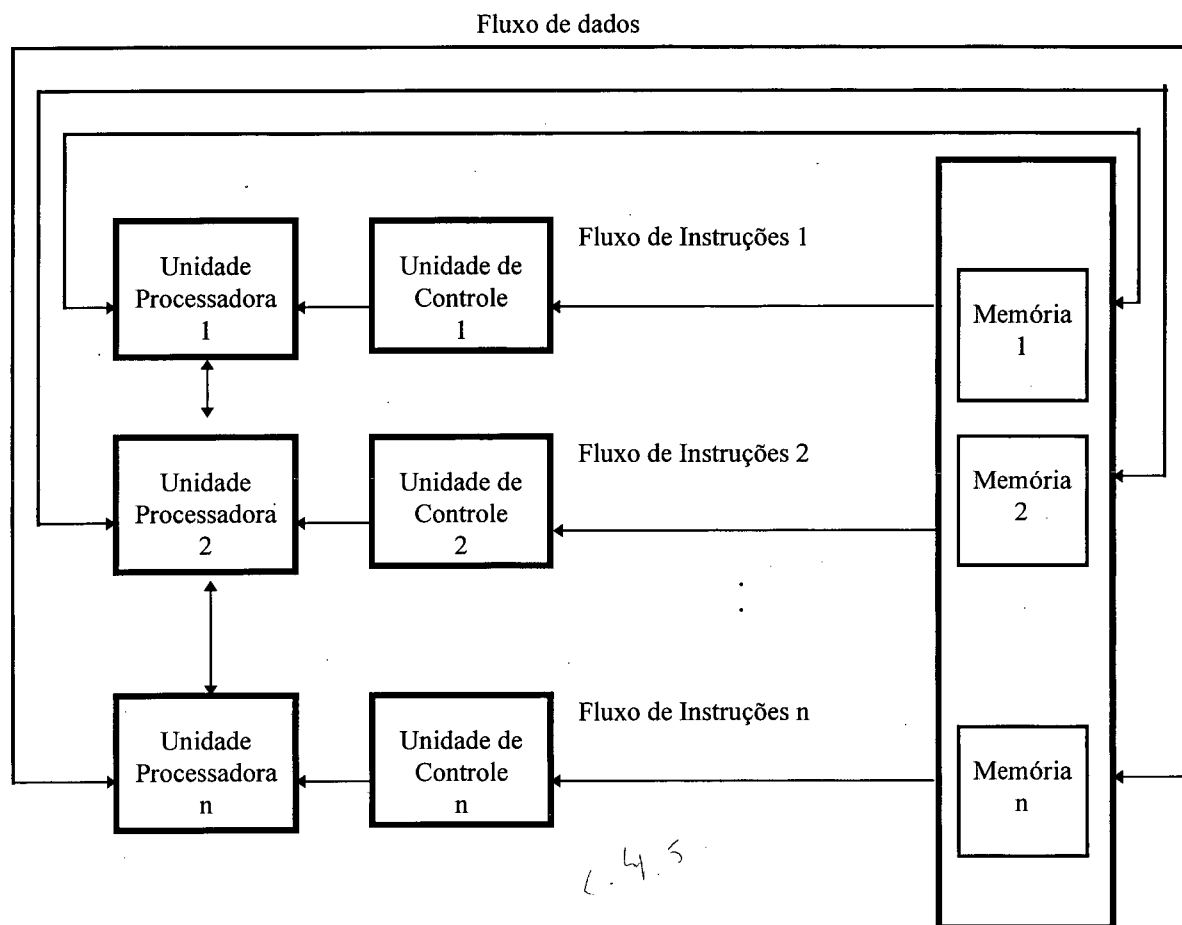 Fluxo de dados
Fluxo de Instruções 1
Unidade
Processadora
1
Unidade de
Controle
1
Memória
1
Fluxo de Instruções 2
Unidade
Processadora
2
Unidade de
Controle
2
Memória
2
Fluxo de Instruções n
Unidade
Processadora
n
Unidade de
Controle
n
Memória
n